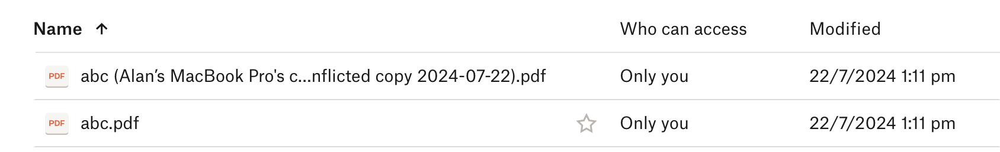 Name ↑ Who can access Modified
PDF abc (Alan’s MacBook Pro's c...nflicted copy 2024-07-22).pdf Only you 22/7/2024 1:11 pm
PDF abc.pdf Only you 22/7/2024 1:11 pm